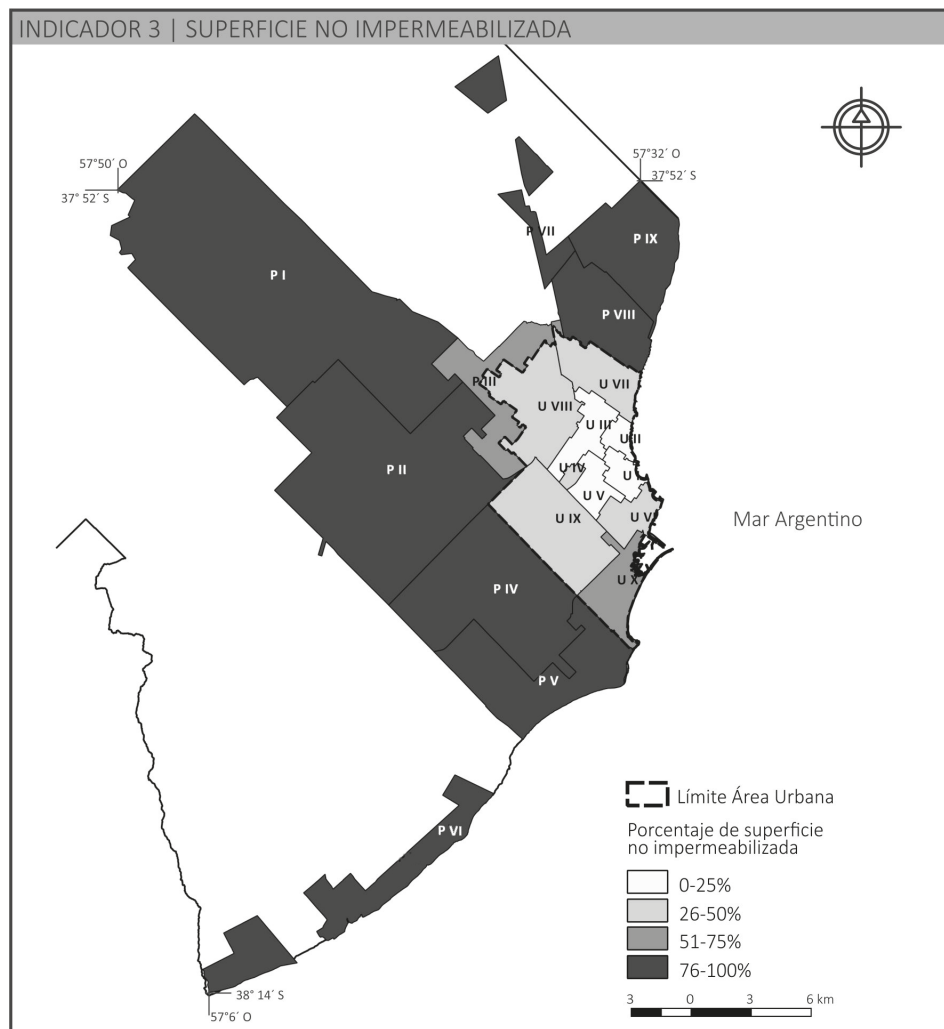 INDICADOR 3 | SUPERFICIE NO IMPERMEABILIZADA
57°50´ O
37° 52´ S
57°32´ O
37°52´ S
P VII
P IX
P I
P VIII
P III
U VII
U VIII
U III
U II
P II
U IV
U I
U V
U VI
U IX
Mar Argentino
U X
P IV
P V
P VI
38° 14´ S
57°6´ O
Límite Área Urbana
Porcentaje de superficie
no impermeabilizada
0-25%
26-50%
51-75%
76-100%
3 0 3 6 km